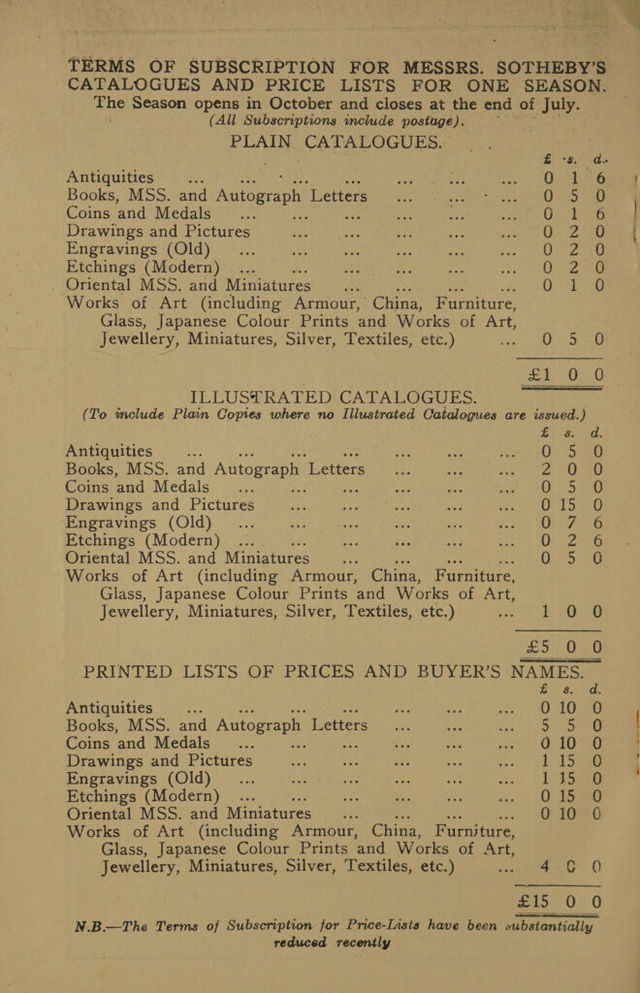 TERMS OF SUBSCRIPTION FOR MESSRS. SOTHEBY'S
CATALOGUES AND PRICE LISTS FOR ONE SEASON.
The Season opens in October and closes at the end of July.
(All Subscriptions include postage).
PLAIN CATALOGUES.
£ s. d.
Antiquities ... ... ... ... ... ... ... 0 1 6
Books, MSS. and Autograph Letters ... ... ... 0 5 0
Coins and Medals ... ... ... ... ... ... 0 1 6
Drawings and Pictures ... ... ... ... ... 0 2 0
Engravings (Old) ... ... ... ... ... ... 0 2 0
Etchings (Modern) ... ... ... ... ... ... 0 2 0
Oriental MSS. and Miniatures ... ... ... ... 0 1 0
Works of Art (including Armour, China, Furniture,
Glass, Japanese Colour Prints and Works of Art,
Jewellery, Miniatures, Silver, Textiles, etc.) ... 0 5 0
£1 0 0
ILLUSTRATED CATALOGUES.
(To include Plain Copies where no Illustrated Catalogues are issued.)
£ s. d.
Antiquities ... ... ... ... ... ... ... 0 5 0
Books, MSS. and Autograph Letters ... ... ... 2 0 0
Coins and Medals ... ... ... ... ... ... 0 5 0
Drawings and Pictures ... ... ... ... ... 0 15 0
Engravings (Old) ... ... ... ... ... ... 0 7 6
Etchings (Modern) ... ... ... ... ... ... 0 2 6
Oriental MSS. and Miniatures ... ... ... ... 0 5 0
Works of Art (including Armour, China, Furniture,
Glass, Japanese Colour Prints and Works of Art,
Jewellery, Miniatures, Silver, Textiles, etc.) ... 1 0 0
£5 0 0
PRINTED LISTS OF PRICES AND BUYER'S NAMES.
£ s. d.
Antiquities ... ... ... ... ... ... ... 0 10 0
Books, MSS. and Autograph Letters ... ... ... 5 5 0
Coins and Medals ... ... ... ... ... ... 0 10 0
Drawings and Pictures ... ... ... ... ... 1 15 0
Engravings (Old) ... ... ... ... ... ... 1 15 0
Etchings (Modern) ... ... ... ... ... ... 0 15 0
Oriental MSS. and Miniatures ... ... ... ... 0 10 0
Works of Art (including Armour, China, Furniture,
Glass, Japanese Colour Prints and Works of Art,
Jewellery, Miniatures, Silver, Textiles, etc.) ... 4 0 0
£15 0 0
N.B.—The Terms of Subscription for Price-Lists have been substantially
reduced recently